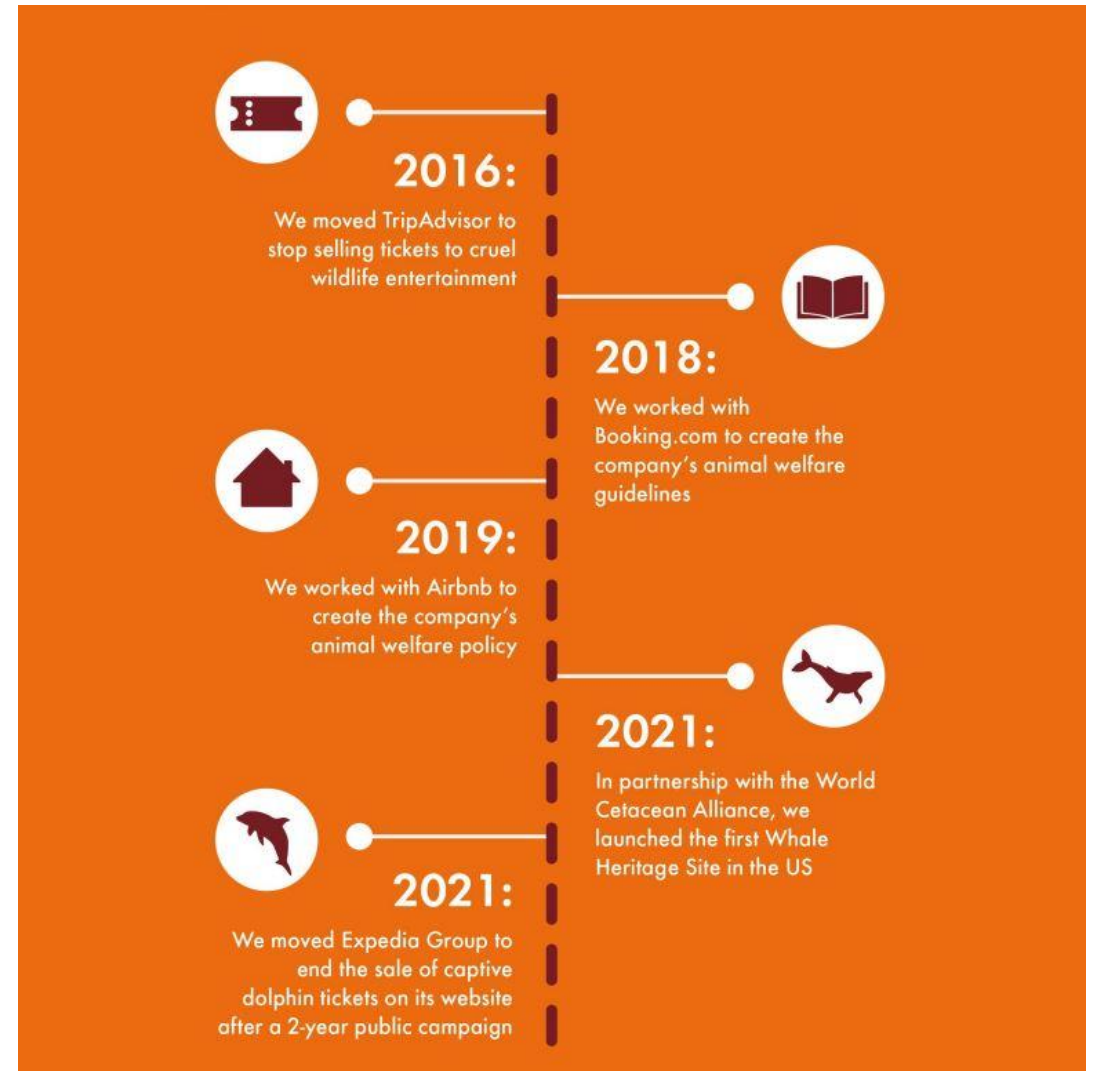 2016:
We moved TripAdvisor to
stop selling tickets to cruel
wildlife entertainment
2018:
We worked with
Booking.com to create the
company's animal welfare
guidelines
2019:
We worked with Airbnb to
create the company's
animal welfare policy
2021:
In partnership with the World
Cetacean Alliance, we
launched the first Whale
Heritage Site in the US
2021:
We moved Expedia Group to
end the sale of captive
dolphin tickets on its website
after a 2-year public campaign